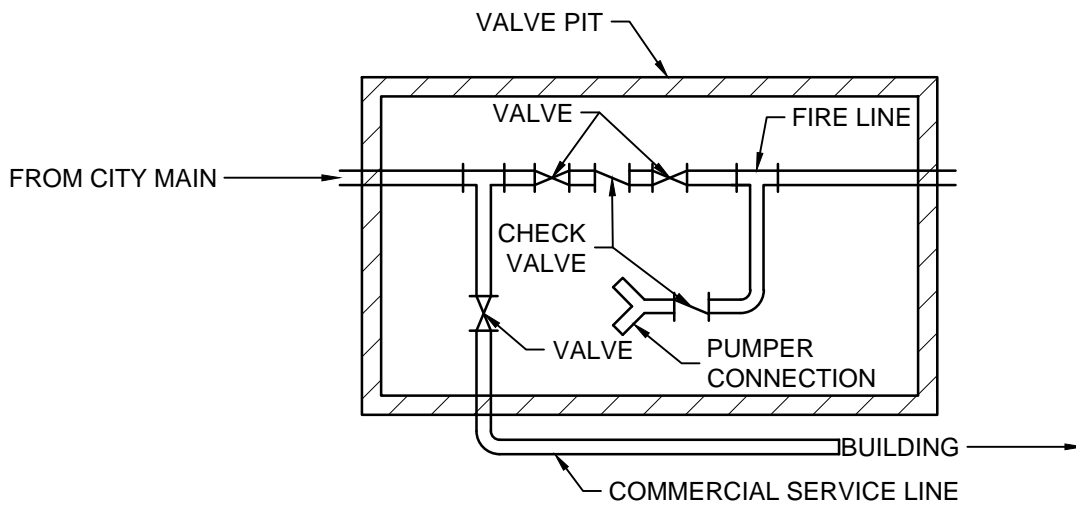 VALVE PIT
VALVE
FIRE LINE
FROM CITY MAIN
CHECK
VALVE
VALVE
PUMPER
CONNECTION
BUILDING
COMMERCIAL SERVICE LINE